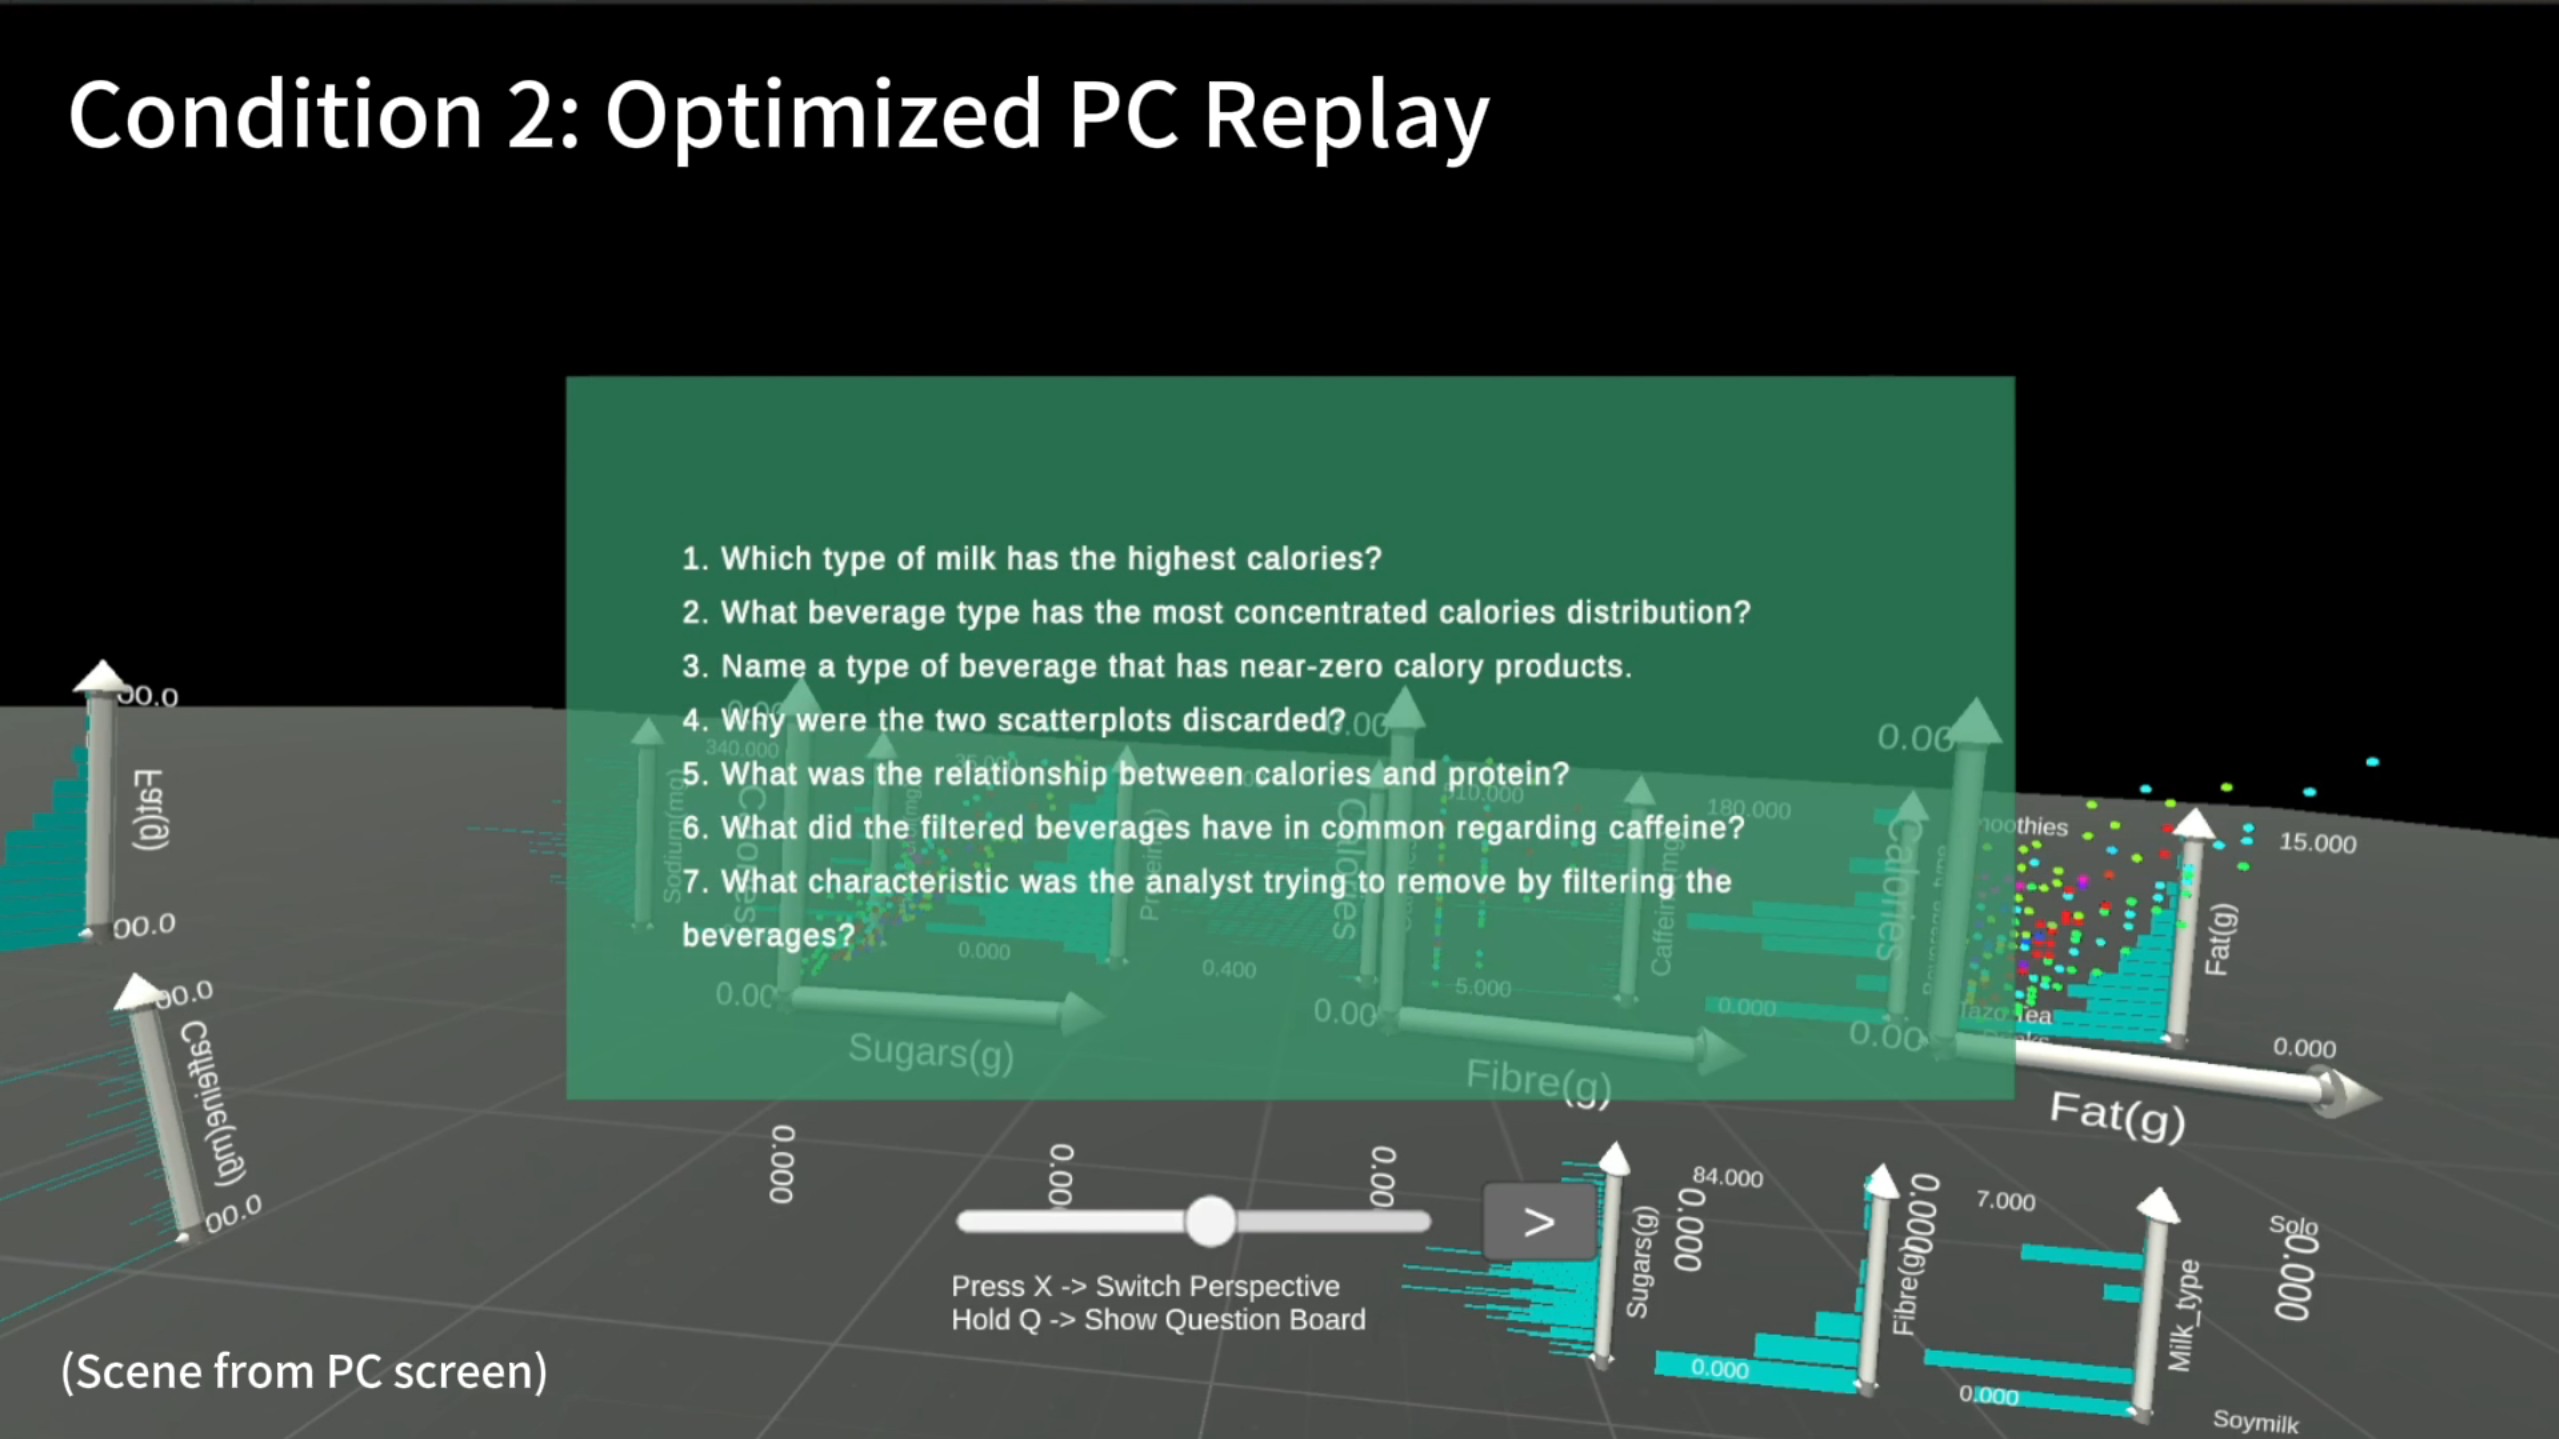 Condition 2: Optimized PC Replay
1. Which type of milk has the highest calories?
2. What beverage type has the most concentrated calories distribution?
3. Name a type of beverage that has near-zero calory products.
4. Why were the two scatterplots discarded?
5. What was the relationship between calories and protein?
6. What did the filtered beverages have in common regarding caffeine?
7. What characteristic was the analyst trying to remove by filtering the
beverages?
00.0
Fat(g)
00.0
00.0
Caffeine(mg)
00.0
340.000
Sodium(mg)
Calories
0.000
0.400
0.00
Sugars(g)
0.00
Calories
5.000
0.00
Fibre(g)
180.000
Caffeine(mg)
0.000
0.00
Calories
0.00
15.000
Fat(g)
0.000
Fat(g)
0.000
0.00
0.00
84.000
Sugars(g)
0.000
0.000
7.000
Fibre(g)
0.000
0.000
Solo
Milk_type
0.000
Soymilk
>
Press X -> Switch Perspective
Hold Q -> Show Question Board
(Scene from PC screen)